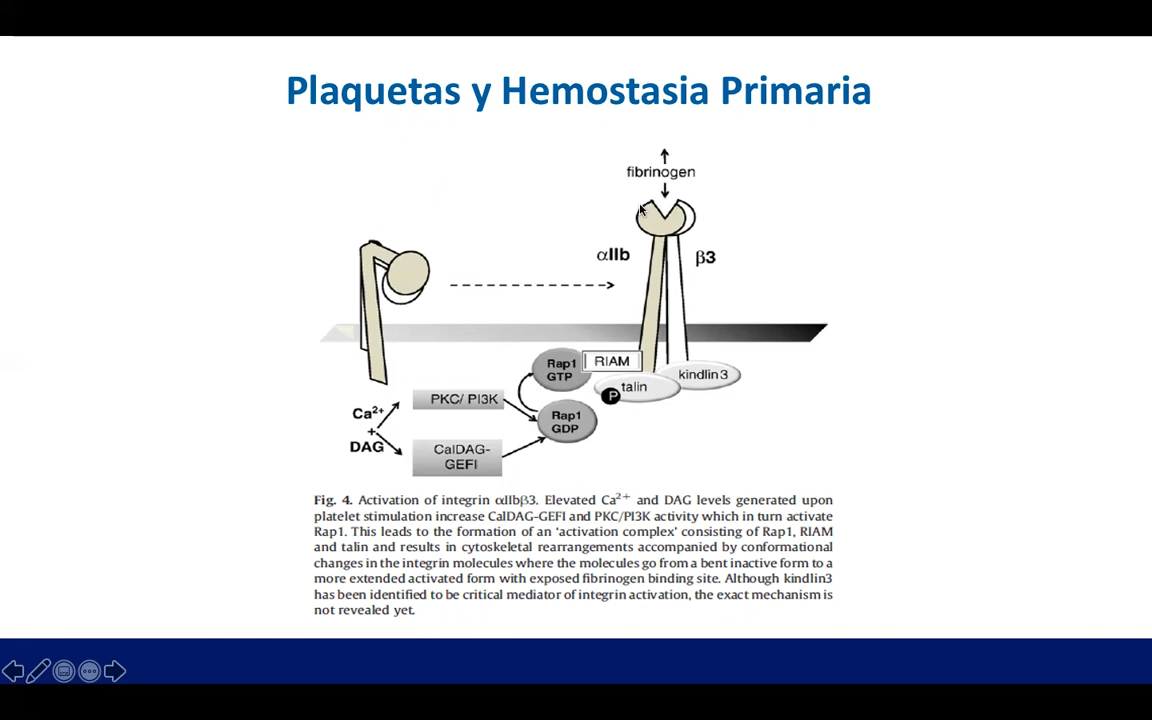 Plaquetas y Hemostasia Primaria
fibrinogen
αIIb
β3
Rap1
GTP
RIAM
kindlin3
talin
P
PKC/ PI3K
Ca²⁺
+
DAG
Rap1
GDP
CalDAG-
GEFI
Fig. 4. Activation of integrin αIIbβ3. Elevated Ca²⁺ and DAG levels generated upon
platelet stimulation increase CalDAG-GEFI and PKC/PI3K activity which in turn activate
Rap1. This leads to the formation of an ‘activation complex’ consisting of Rap1, RIAM
and talin and results in cytoskeletal rearrangements accompanied by conformational
changes in the integrin molecules where the molecules go from a bent inactive form to a
more extended activated form with exposed fibrinogen binding site. Although kindlin3
has been identified to be critical mediator of integrin activation, the exact mechanism is
not revealed yet.